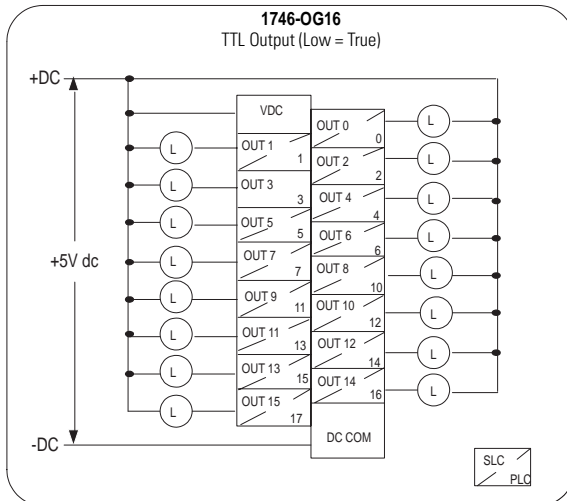 1746-OG16
TTL Output (Low = True)
+DC
VDC
OUT 0
0
L
L
OUT 1
1
OUT 2
2
L
L
OUT 3
3
OUT 4
4
L
L
OUT 5
5
OUT 6
6
L
+5V dc
L
OUT 7
7
OUT 8
10
L
L
OUT 9
11
OUT 10
12
L
L
OUT 11
13
OUT 12
14
L
L
OUT 13
15
OUT 14
16
L
L
OUT 15
17
-DC
DC COM
SLC
PLC